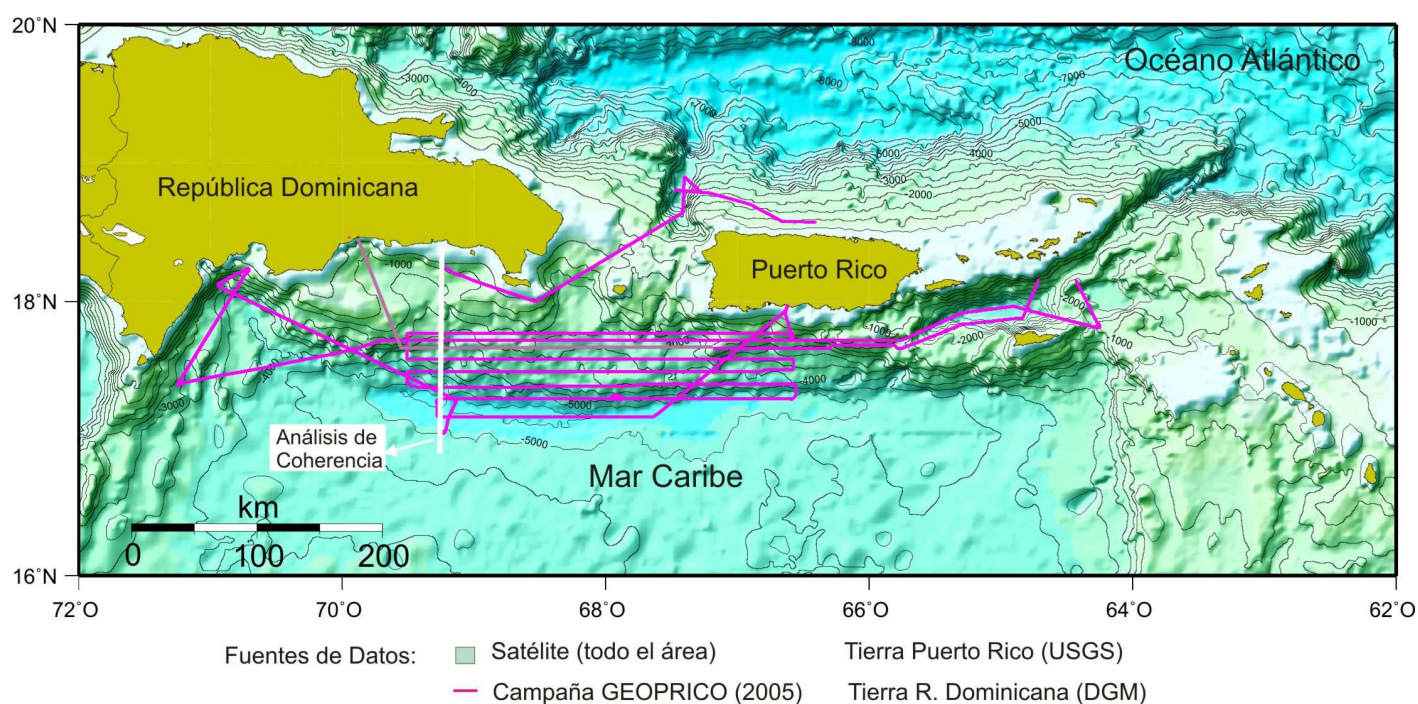 20°N
Océano Atlántico
-8000
-3000
-4000
-6000
-7000
-7000
5000
6000
4000
-3000
-2000
República Dominicana
Puerto Rico
18°N
-1000
2000
-1000
-2000
-1000
-1000
-4000
-3000
-5000
-5000
Análisis de
Coherencia
Mar Caribe
km
0 100 200
16°N
72°O 70°O 68°O 66°O 64°O 62°O
Fuentes de Datos: Satélite (todo el área) Tierra Puerto Rico (USGS)
Campaña GEOPRICO (2005) Tierra R. Dominicana (DGM)